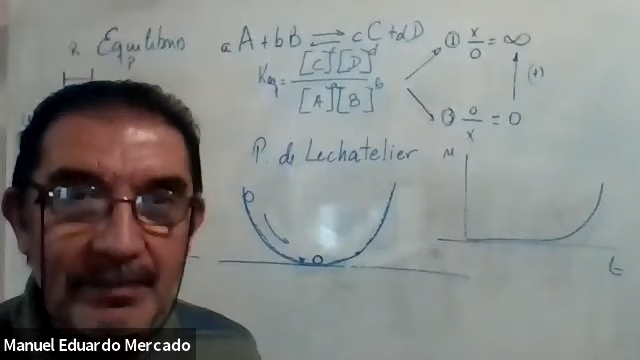 R Equilibrio P
aA + bB ⇌ cC + dD
Keq = [C]^c [D]^d / [A]^a [B]^b
① x/0 = ∞
(+)
② 0/x = 0
P. de Lechatelier
t
Manuel Eduardo Mercado